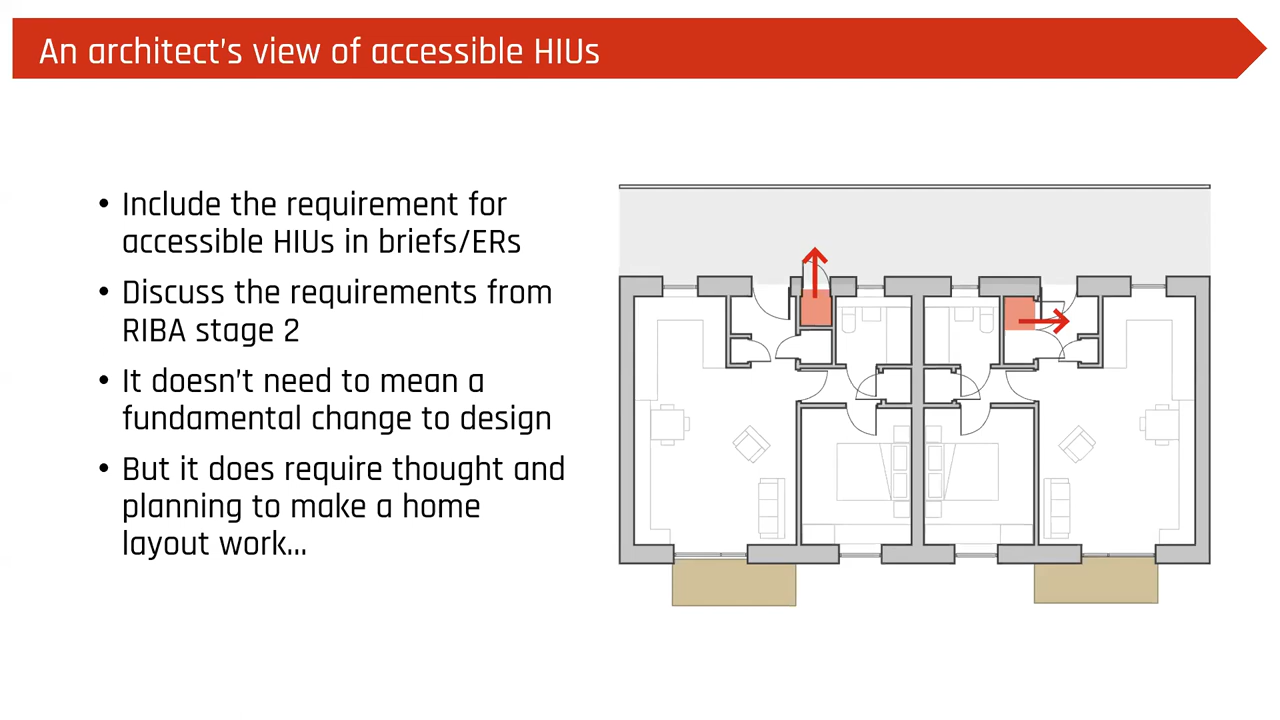 An architect's view of accessible HIUs
• Include the requirement for
accessible HIUs in briefs/ERs
• Discuss the requirements from
RIBA stage 2
• It doesn't need to mean a
fundamental change to design
• But it does require thought and
planning to make a home
layout work...